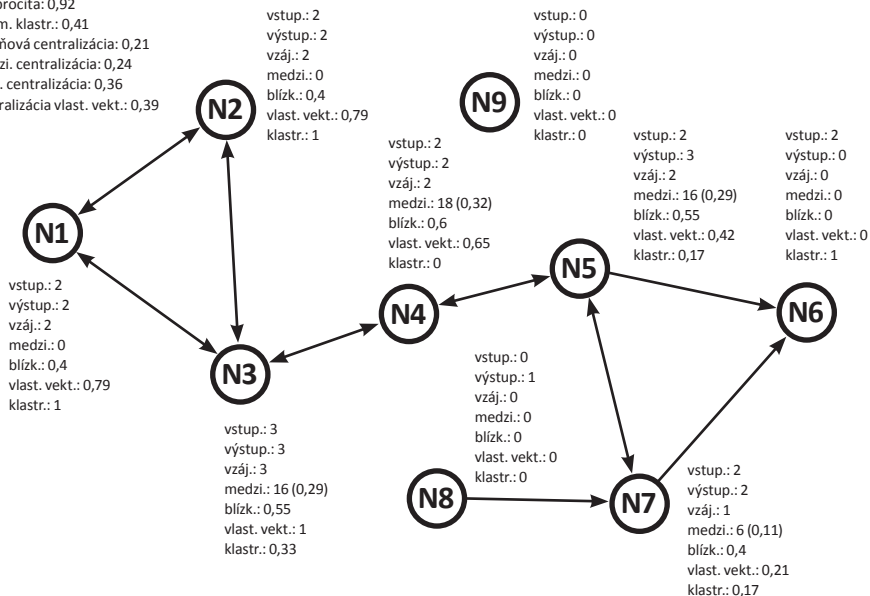 procita: 0,92
m. klastr.: 0,41
ňová centralizácia: 0,21
zi. centralizácia: 0,24
. centralizácia: 0,36
ralizácia vlast. vekt.: 0,39
vstup.: 2
výstup.: 2
vzáj.: 2
medzi.: 0
blízk.: 0,4
vlast. vekt.: 0,79
klastr.: 1
N2
vstup.: 0
výstup.: 0
vzáj.: 0
medzi.: 0
blízk.: 0
vlast. vekt.: 0
klastr.: 0
N9
vstup.: 2
výstup.: 2
vzáj.: 2
medzi.: 18 (0,32)
blízk.: 0,6
vlast. vekt.: 0,65
klastr.: 0
N4
vstup.: 2
výstup.: 3
vzáj.: 2
medzi.: 16 (0,29)
blízk.: 0,55
vlast. vekt.: 0,42
klastr.: 0,17
N5
vstup.: 2
výstup.: 0
vzáj.: 0
medzi.: 0
blízk.: 0
vlast. vekt.: 0
klastr.: 1
N6
N1
vstup.: 2
výstup.: 2
vzáj.: 2
medzi.: 0
blízk.: 0,4
vlast. vekt.: 0,79
klastr.: 1
N3
vstup.: 3
výstup.: 3
vzáj.: 3
medzi.: 16 (0,29)
blízk.: 0,55
vlast. vekt.: 1
klastr.: 0,33
vstup.: 0
výstup.: 1
vzáj.: 0
medzi.: 0
blízk.: 0
vlast. vekt.: 0
klastr.: 0
N8
N7
vstup.: 2
výstup.: 2
vzáj.: 1
medzi.: 6 (0,11)
blízk.: 0,4
vlast. vekt.: 0,21
klastr.: 0,17